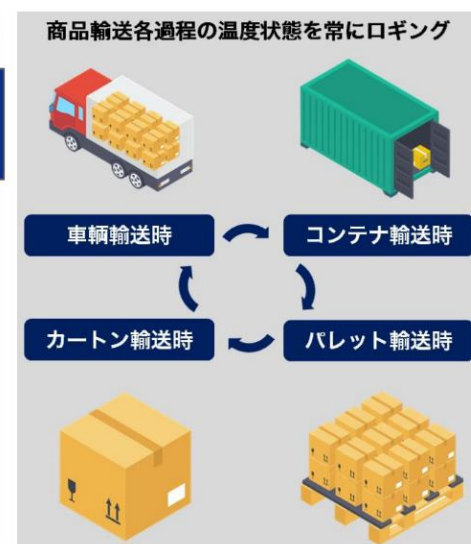 商品輸送各過程の温度状態を常にロギング
車輌輸送時
コンテナ輸送時
カートン輸送時
パレット輸送時